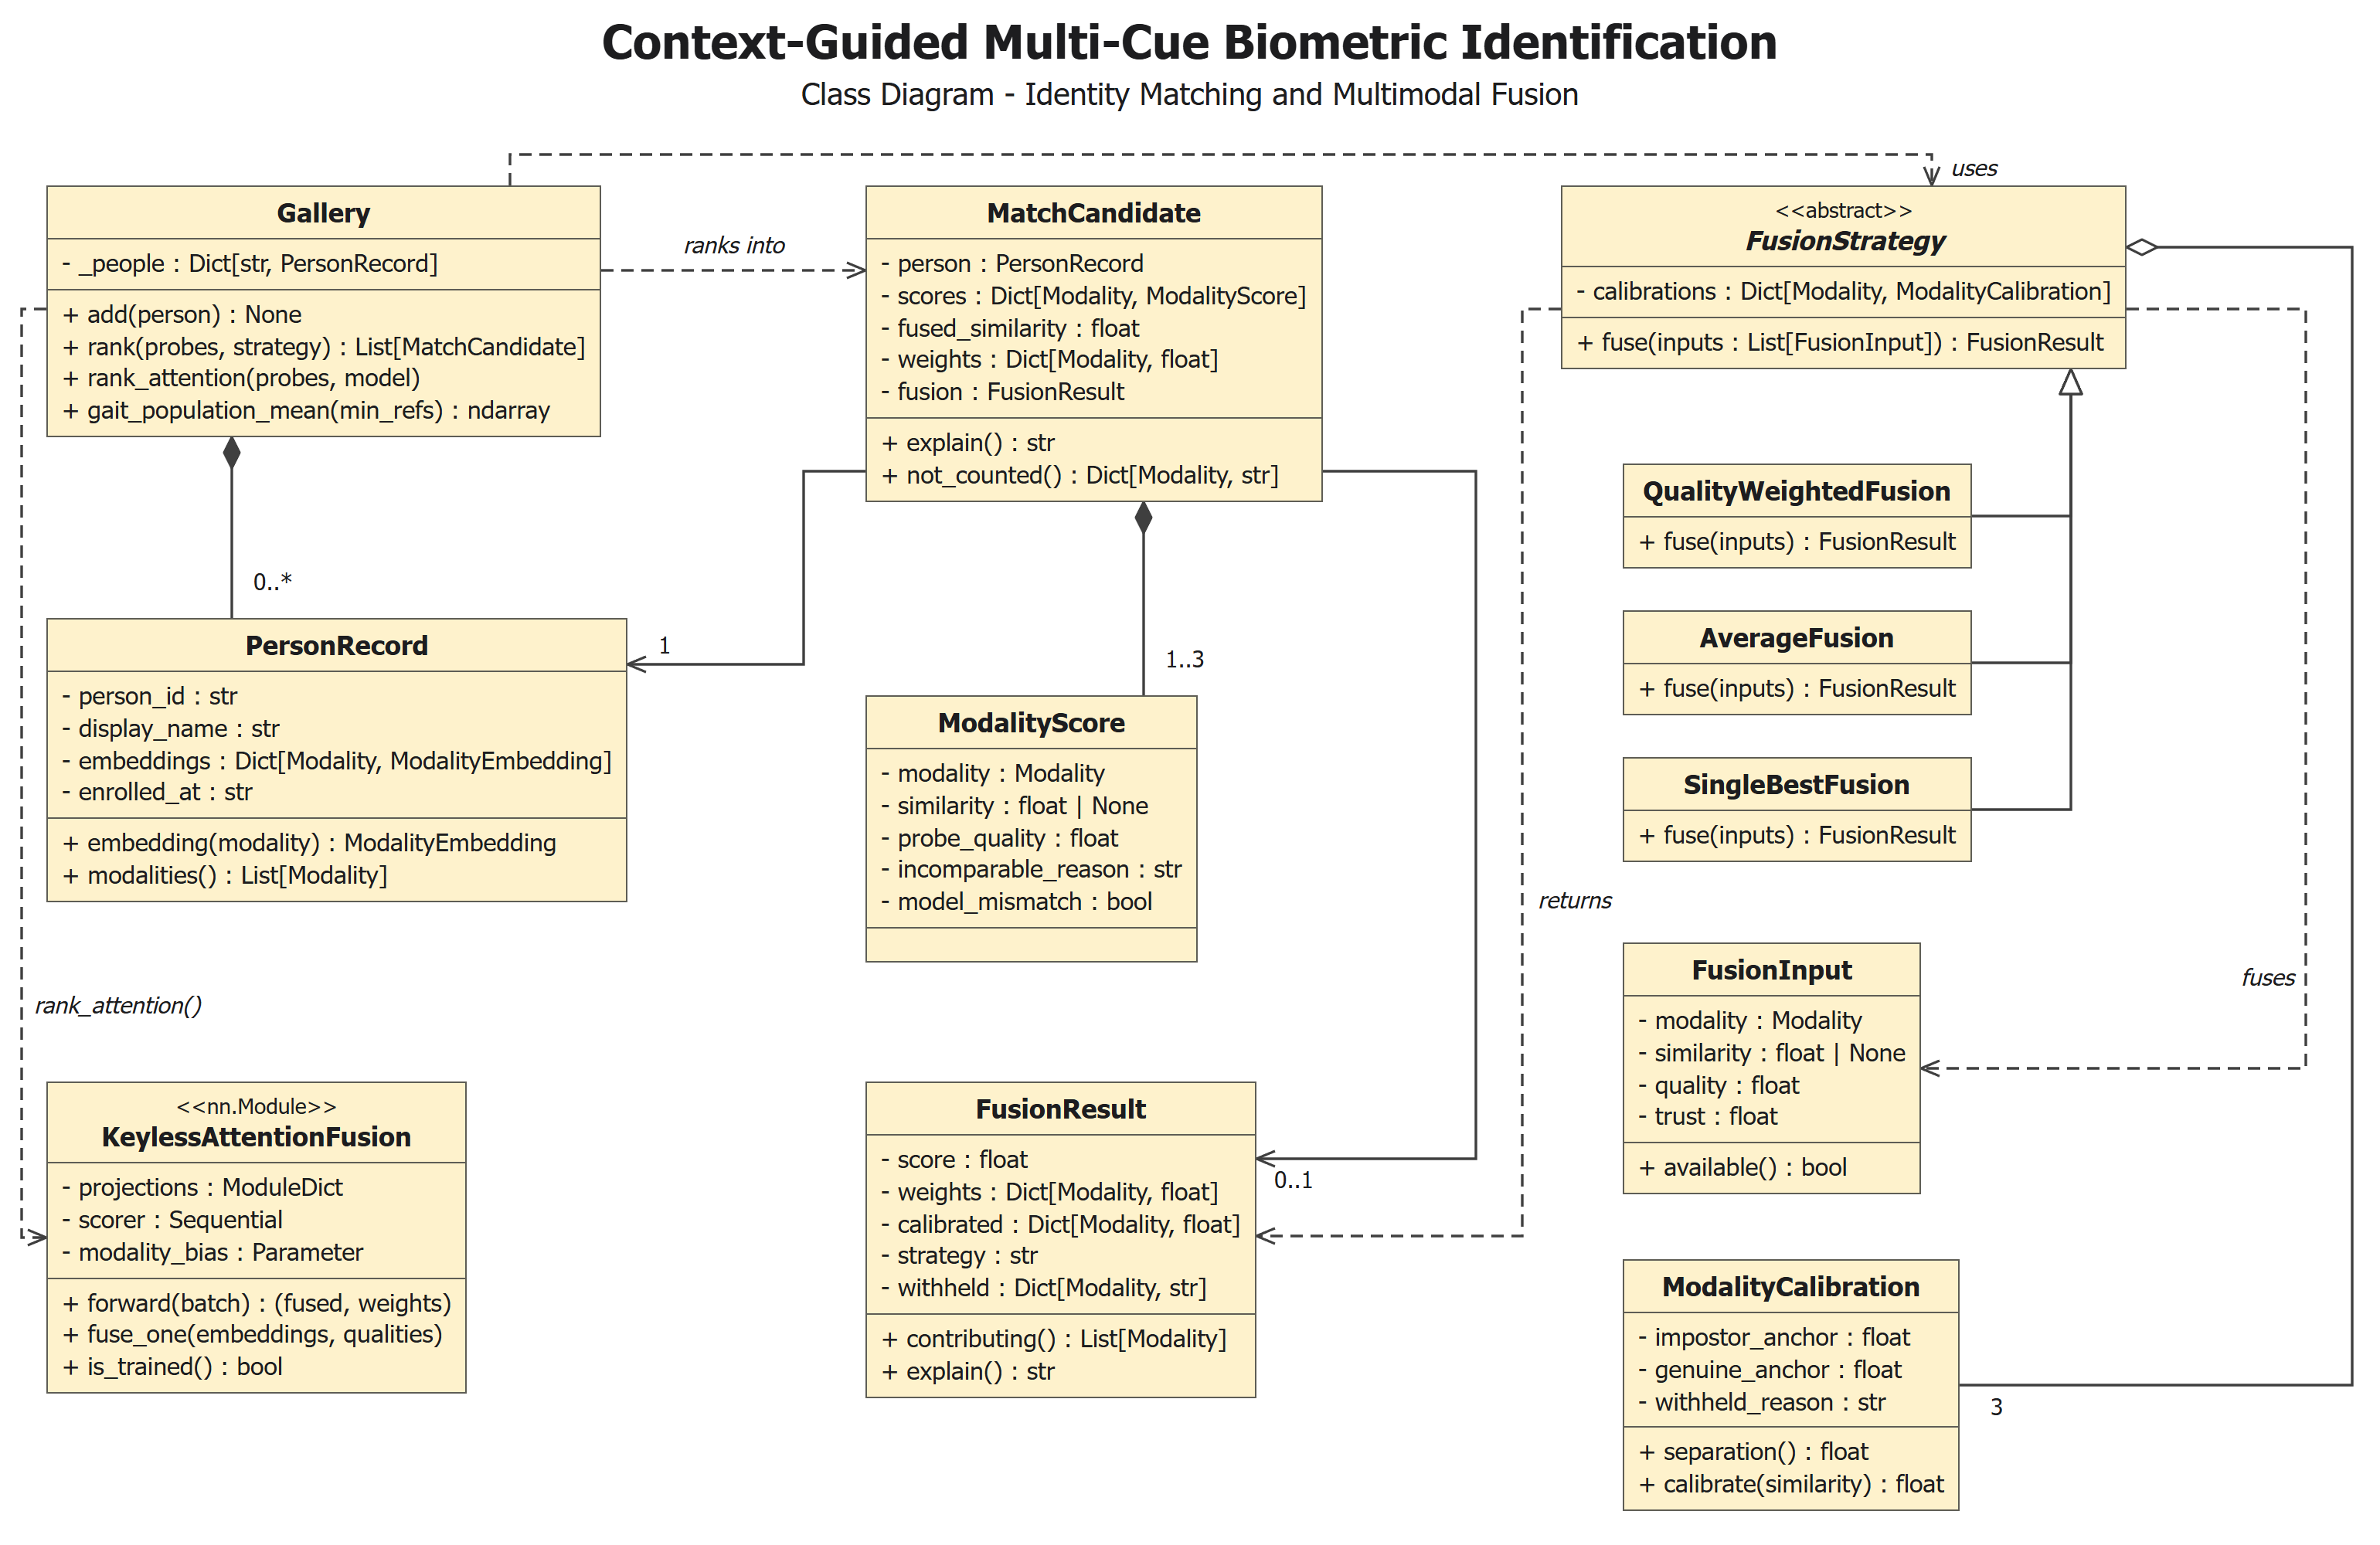 Context-Guided Multi-Cue Biometric Identification
Class Diagram - Identity Matching and Multimodal Fusion
uses
Gallery
- _people : Dict[str, PersonRecord]
+ add(person) : None
+ rank(probes, strategy) : List[MatchCandidate]
+ rank_attention(probes, model)
+ gait_population_mean(min_refs) : ndarray
ranks into
MatchCandidate
- person : PersonRecord
- scores : Dict[Modality, ModalityScore]
- fused_similarity : float
- weights : Dict[Modality, float]
- fusion : FusionResult
+ explain() : str
+ not_counted() : Dict[Modality, str]
<<abstract>>
FusionStrategy
- calibrations : Dict[Modality, ModalityCalibration]
+ fuse(inputs : List[FusionInput]) : FusionResult
QualityWeightedFusion
+ fuse(inputs) : FusionResult
0..*
1
1..3
AverageFusion
+ fuse(inputs) : FusionResult
SingleBestFusion
+ fuse(inputs) : FusionResult
PersonRecord
- person_id : str
- display_name : str
- embeddings : Dict[Modality, ModalityEmbedding]
- enrolled_at : str
+ embedding(modality) : ModalityEmbedding
+ modalities() : List[Modality]
ModalityScore
- modality : Modality
- similarity : float | None
- probe_quality : float
- incomparable_reason : str
- model_mismatch : bool
returns
fuses
rank_attention()
FusionInput
- modality : Modality
- similarity : float | None
- quality : float
- trust : float
+ available() : bool
<<nn.Module>>
KeylessAttentionFusion
- projections : ModuleDict
- scorer : Sequential
- modality_bias : Parameter
+ forward(batch) : (fused, weights)
+ fuse_one(embeddings, qualities)
+ is_trained() : bool
FusionResult
- score : float
- weights : Dict[Modality, float]
- calibrated : Dict[Modality, float]
- strategy : str
- withheld : Dict[Modality, str]
+ contributing() : List[Modality]
+ explain() : str
0..1
ModalityCalibration
- impostor_anchor : float
- genuine_anchor : float
- withheld_reason : str
+ separation() : float
+ calibrate(similarity) : float
3